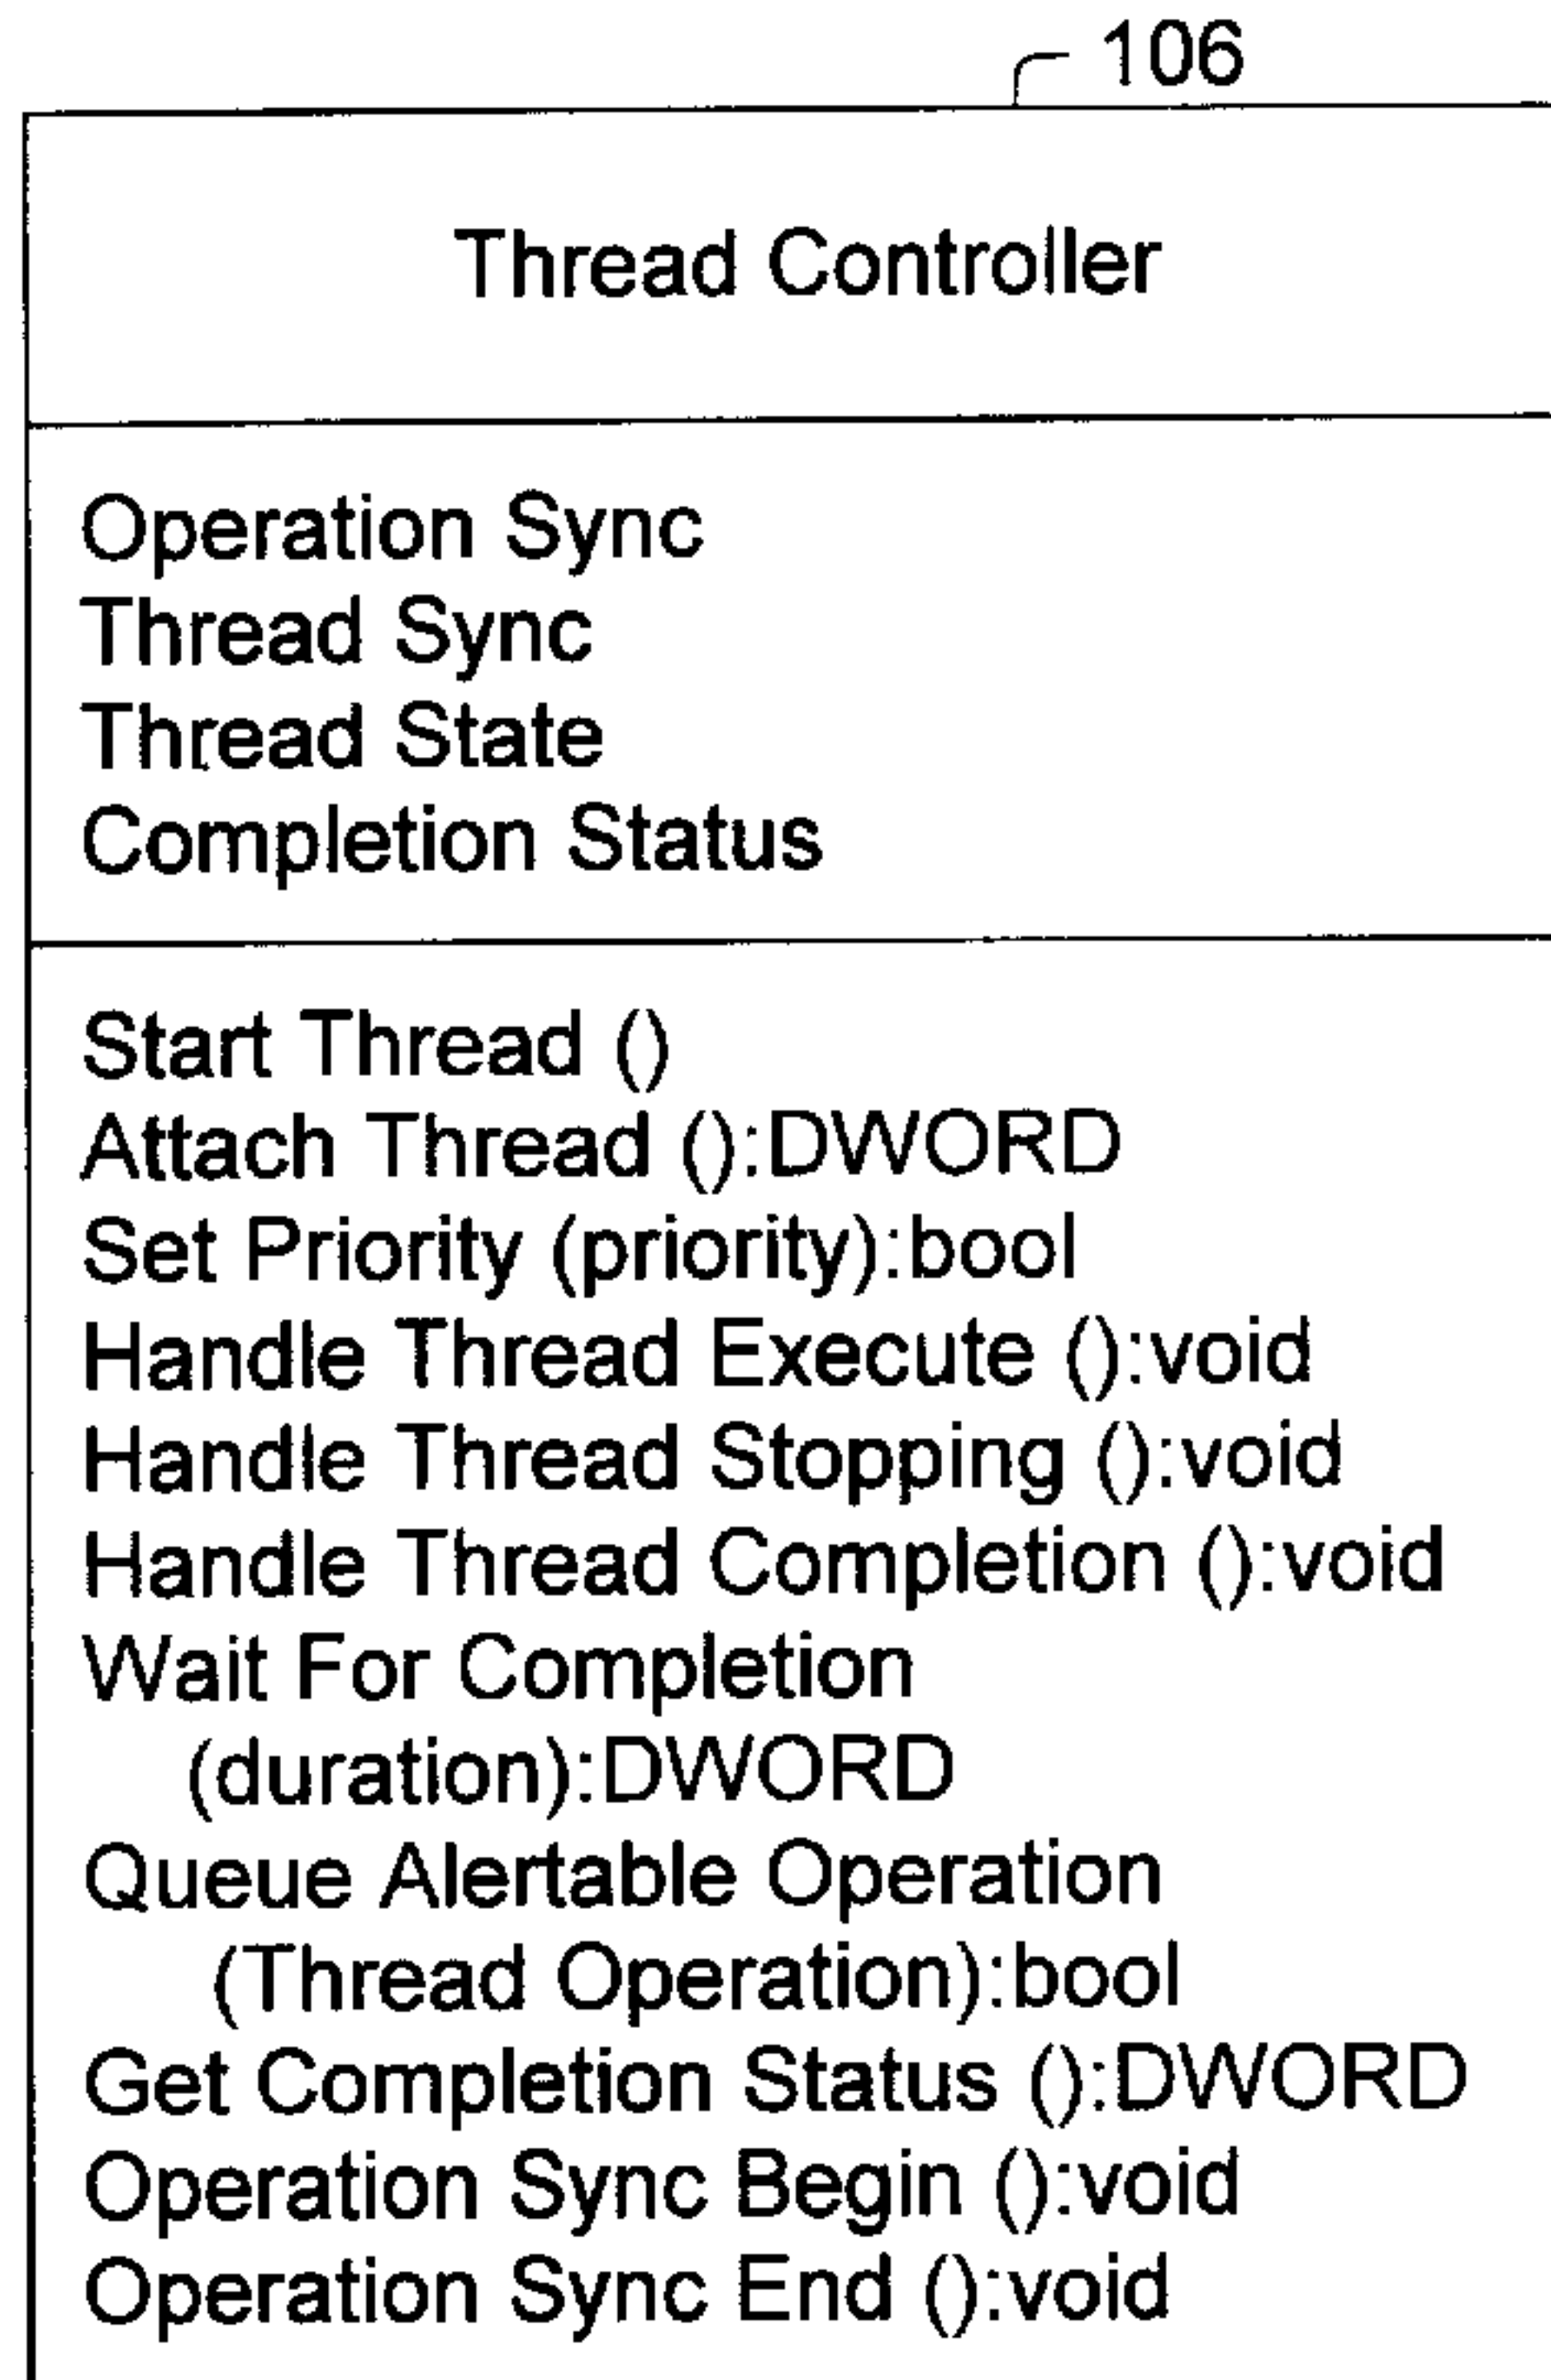 106
Thread Controller
Operation Sync
Thread Sync
Thread State
Completion Status
Start Thread ()
Attach Thread ():DWORD
Set Priority (priority):bool
Handle Thread Execute ():void
Handle Thread Stopping ():void
Handle Thread Completion ():void
Wait For Completion
(duration):DWORD
Queue Alertable Operation
(Thread Operation):bool
Get Completion Status ():DWORD
Operation Sync Begin ():void
Operation Sync End ():void